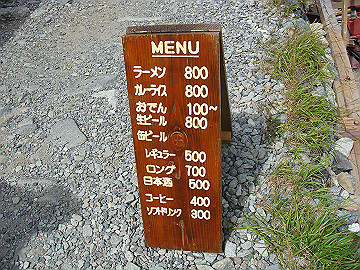 MENU
ラーメン 800
カレーライス 800
おでん 100~
生ビール 800
缶ビール
レギュラー 500
ロング 700
日本酒 500
コーヒー 400
ソフトドリンク 300